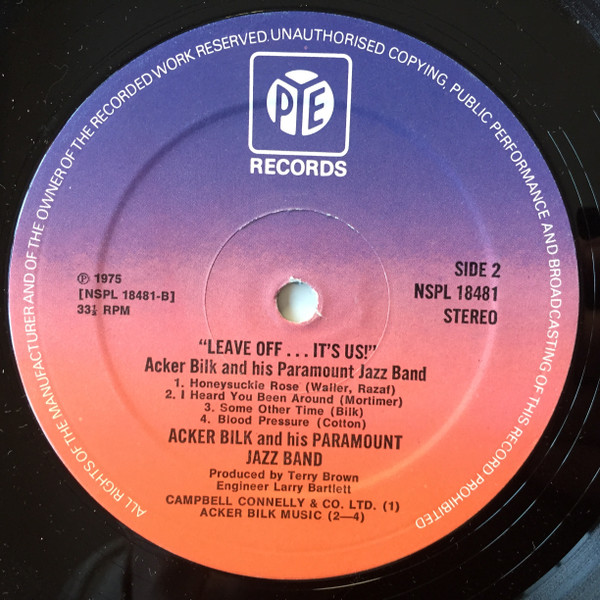 ALL RIGHTS OF THE MANUFACTURER AND OF THE OWNER OF THE RECORDED WORK RESERVED. UNAUTHORISED COPYING, PUBLIC PERFORMANCE AND BROADCASTING OF THIS RECORD PROHIBITED
PYE
RECORDS
℗ 1975
[NSPL 18481-B]
33⅓ RPM
SIDE 2
NSPL 18481
STEREO
"LEAVE OFF . . . IT'S US!"
Acker Bilk and his Paramount Jazz Band
1. Honeysuckie Rose (Waller, Razaf)
2. I Heard You Been Around (Mortimer)
3. Some Other Time (Bilk)
4. Blood Pressure (Cotton)
ACKER BILK and his PARAMOUNT
JAZZ BAND
Produced by Terry Brown
Engineer Larry Bartlett
CAMPBELL CONNELLY & CO. LTD. (1)
ACKER BILK MUSIC (2—4)